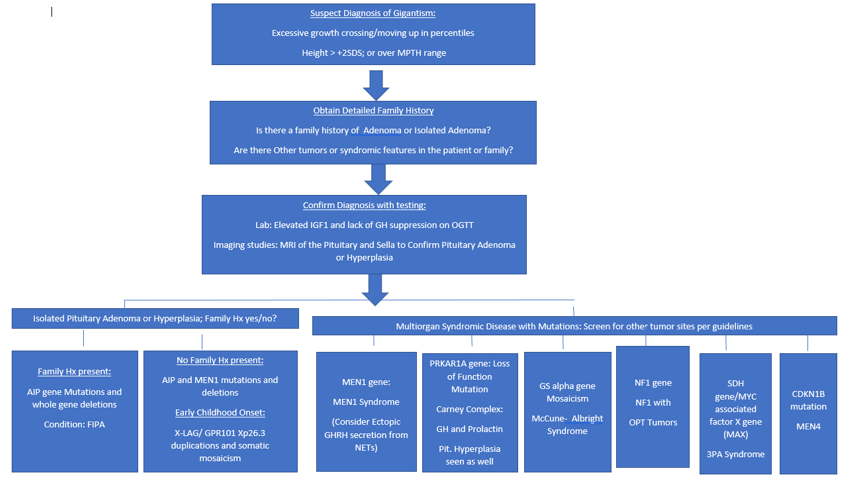 Suspect Diagnosis of Gigantism:
Excessive growth crossing/moving up in percentiles
Height > +2SDS; or over MPTH range
Obtain Detailed Family History
Is there a family history of Adenoma or Isolated Adenoma?
Are there Other tumors or syndromic features in the patient or family?
Confirm Diagnosis with testing:
Lab: Elevated IGF1 and lack of GH suppression on OGTT
Imaging studies: MRI of the Pituitary and Sella to Confirm Pituitary Adenoma
or Hyperplasia
Isolated Pituitary Adenoma or Hyperplasia; Family Hx yes/no?
Multiorgan Syndromic Disease with Mutations: Screen for other tumor sites per guidelines
Family Hx present:
AIP gene Mutations and
whole gene deletions
Condition: FIPA
No Family Hx present:
AIP and MEN1 mutations and
deletions
Early Childhood Onset:
X-LAG/ GPR101 Xp26.3
duplications and somatic
mosaicism
MEN1 gene:
MEN1 Syndrome
(Consider Ectopic
GHRH secretion from
NETs)
PRKAR1A gene: Loss
of Function
Mutation
Carney Complex:
GH and Prolactin
Pit. Hyperplasia
seen as well
GS alpha gene
Mosaicism
McCune- Albright
Syndrome
NF1 gene
NF1 with
OPT Tumors
SDH
gene/MYC
associated
factor X gene
(MAX)
3PA Syndrome
CDKN1B
mutation
MEN4